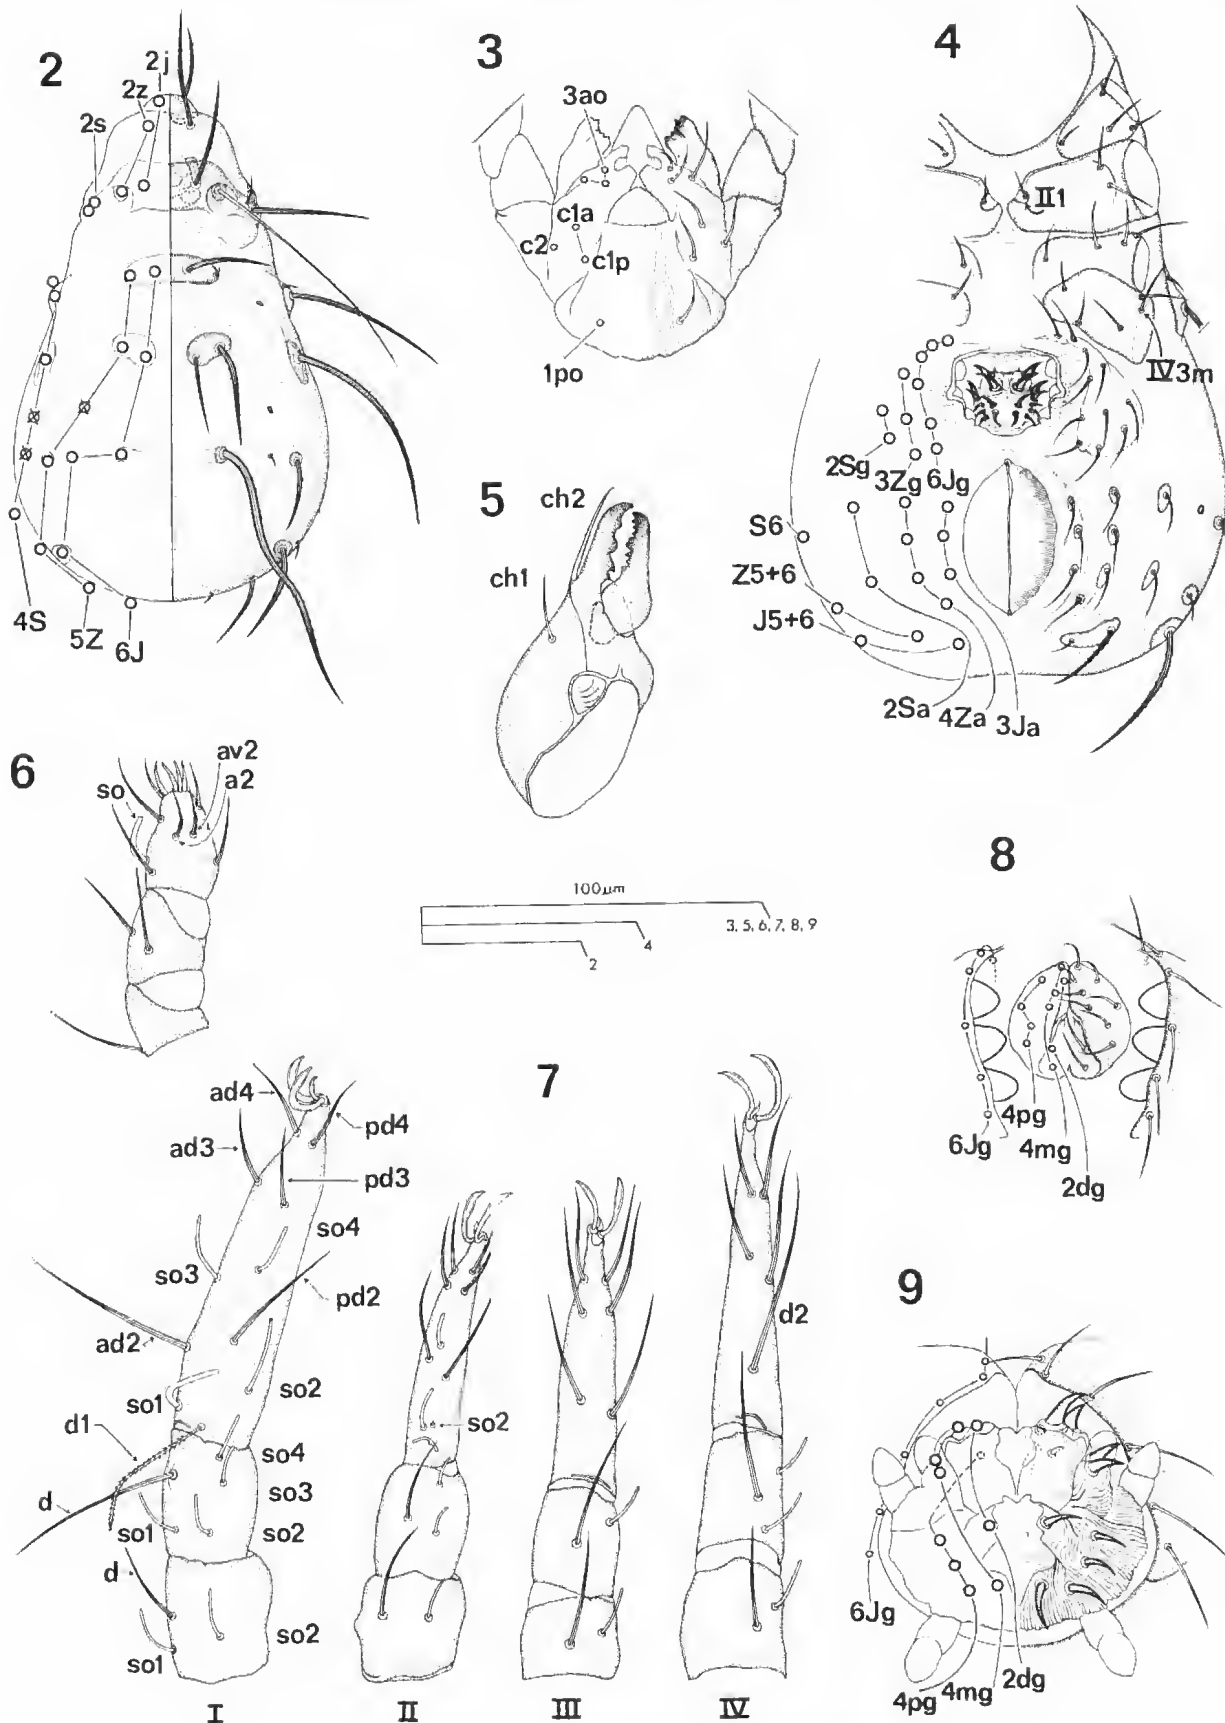 2
2j
2z
2s
4S
5Z
6J
3
3ao
c1a
c2
c1p
1po
4
II1
IV3m
2Sg
3Zg
6Jg
S6
Z5+6
J5+6
2Sa
4Za
3Ja
5
ch2
ch1
6
av2
a2
so
100µm
3, 5, 6, 7, 8, 9
4
2
8
6Jg
4pg
4mg
2dg
7
ad4
pd4
ad3
pd3
so4
so3
pd2
ad2
so2
so1
d1
so4
so3
d
so1
so2
d
so2
so1
so2
d2
I
II
III
IV
9
6Jg
4pg
4mg
2dg